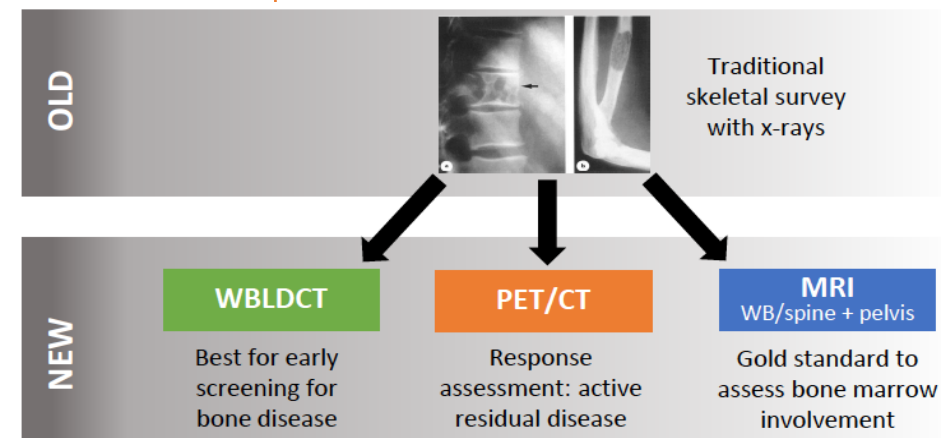 OLD
a
b
Traditional
skeletal survey
with x-rays
NEW
WBLDCT
Best for early
screening for
bone disease
PET/CT
Response
assessment: active
residual disease
MRI
WB/spine + pelvis
Gold standard to
assess bone marrow
involvement